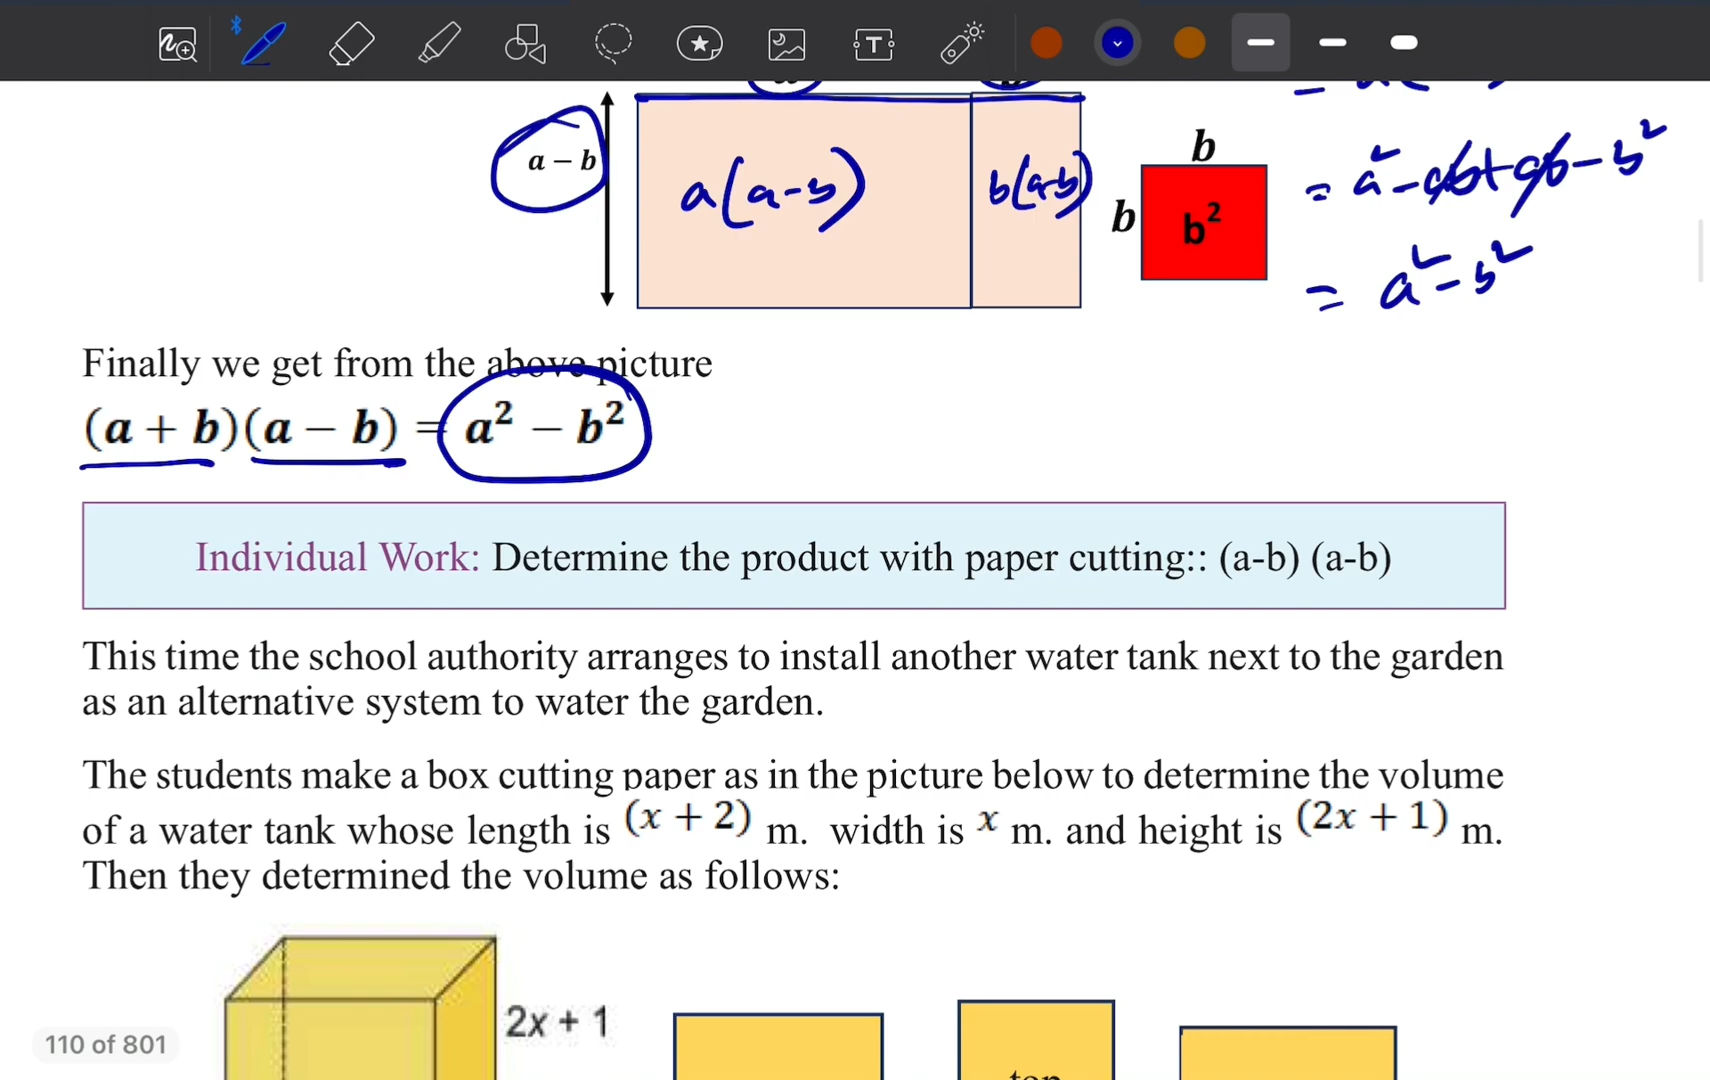 a – b
a(a-b)
b(a-b)
b
b
b²
= a² - ab + ab - b²
= a² - b²
Finally we get from the above picture
(a + b)(a – b) = a² – b²
Individual Work: Determine the product with paper cutting:: (a-b) (a-b)
This time the school authority arranges to install another water tank next to the garden
as an alternative system to water the garden.
The students make a box cutting paper as in the picture below to determine the volume
of a water tank whose length is (x + 2) m. width is x m. and height is (2x + 1) m.
Then they determined the volume as follows:
2x + 1
110 of 801